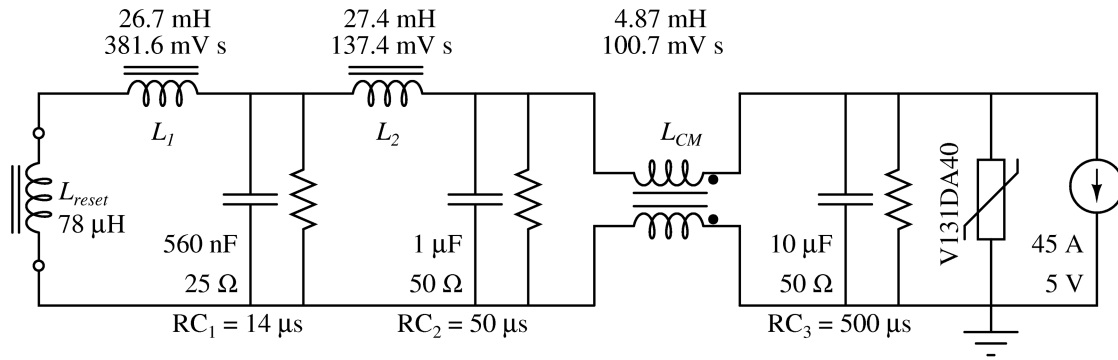 26.7 mH
381.6 mV s
27.4 mH
137.4 mV s
4.87 mH
100.7 mV s
L1
L2
LCM
Lreset
78 μH
560 nF
25 Ω
1 μF
50 Ω
10 μF
50 Ω
V131DA40
45 A
5 V
RC1 = 14 μs
RC2 = 50 μs
RC3 = 500 μs